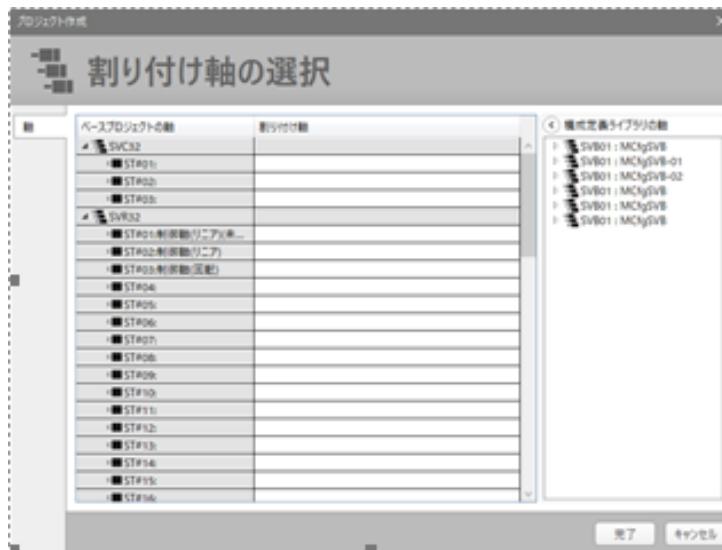 プロジェクト作成
割り付け軸の選択
軸
ベースプロジェクトの軸
割り付け軸
構成定義ライブラリの軸
SVC32
ST#01:
ST#02:
ST#03:
SVR32
ST#01:制御軸(リニア)(未...
ST#02:制御軸(リニア)
ST#03:制御軸(回転)
ST#04:
ST#05:
ST#06:
ST#07:
ST#08:
ST#09:
ST#10:
ST#11:
ST#12:
ST#13:
ST#14:
ST#15:
ST#16:
SVB01 : MCfgSVB
SVB01 : MCfgSVB-01
SVB01 : MCfgSVB-02
SVB01 : MCfgSVB
SVB01 : MCfgSVB
SVB01 : MCfgSVB
完了
キャンセル